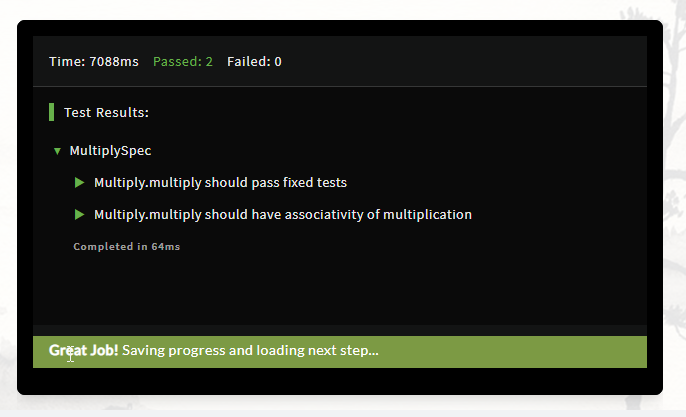 Time: 7088ms Passed: 2 Failed: 0
Test Results:
MultiplySpec
Multiply.multiply should pass fixed tests
Multiply.multiply should have associativity of multiplication
Completed in 64ms
Great Job! Saving progress and loading next step...